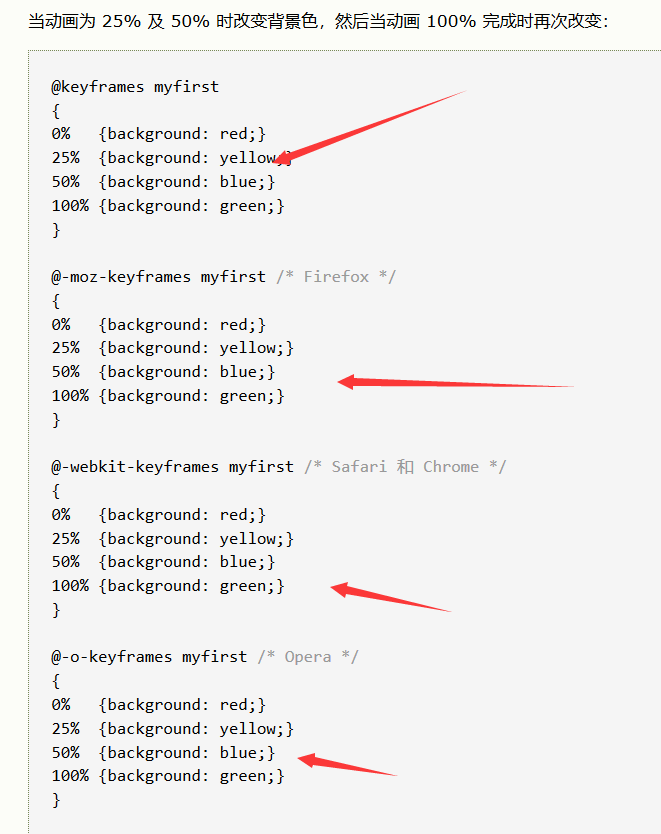 当动画为 25% 及 50% 时改变背景色，然后当动画 100% 完成时再次改变：
@keyframes myfirst
{
0%   {background: red;}
25%  {background: yellow;}
50%  {background: blue;}
100% {background: green;}
}
@-moz-keyframes myfirst /* Firefox */
{
0%   {background: red;}
25%  {background: yellow;}
50%  {background: blue;}
100% {background: green;}
}
@-webkit-keyframes myfirst /* Safari 和 Chrome */
{
0%   {background: red;}
25%  {background: yellow;}
50%  {background: blue;}
100% {background: green;}
}
@-o-keyframes myfirst /* Opera */
{
0%   {background: red;}
25%  {background: yellow;}
50%  {background: blue;}
100% {background: green;}
}